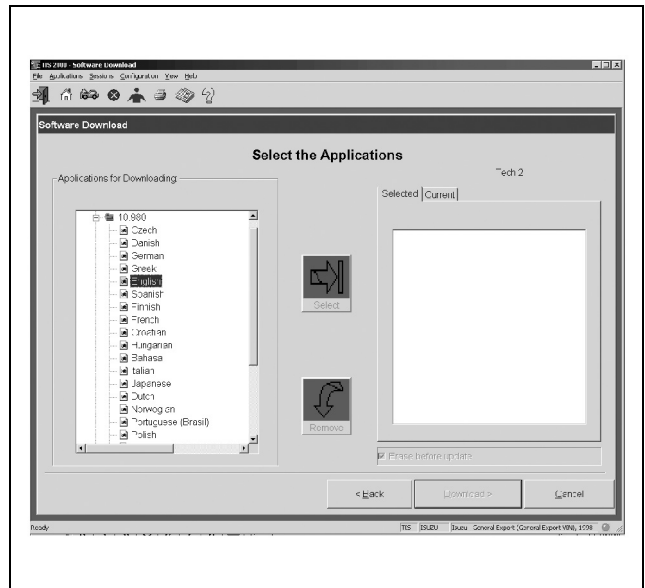 TIS 2000 - Software Download
File Applications Sessions Configuration View Help
Software Download
Select the Applications
Tech 2
Applications for Downloading:
Selected Current
10.980
Czech
Danish
German
Greek
English
Spanish
Finnish
French
Croatian
Hungarian
Bahasa
Italian
Japanese
Dutch
Norwegian
Portuguese (Brasil)
Polish
Select
Remove
Erase before update
< Back
Download >
Cancel
Ready
TIS
ISUZU
Isuzu General Export (General Export VIN), 1998